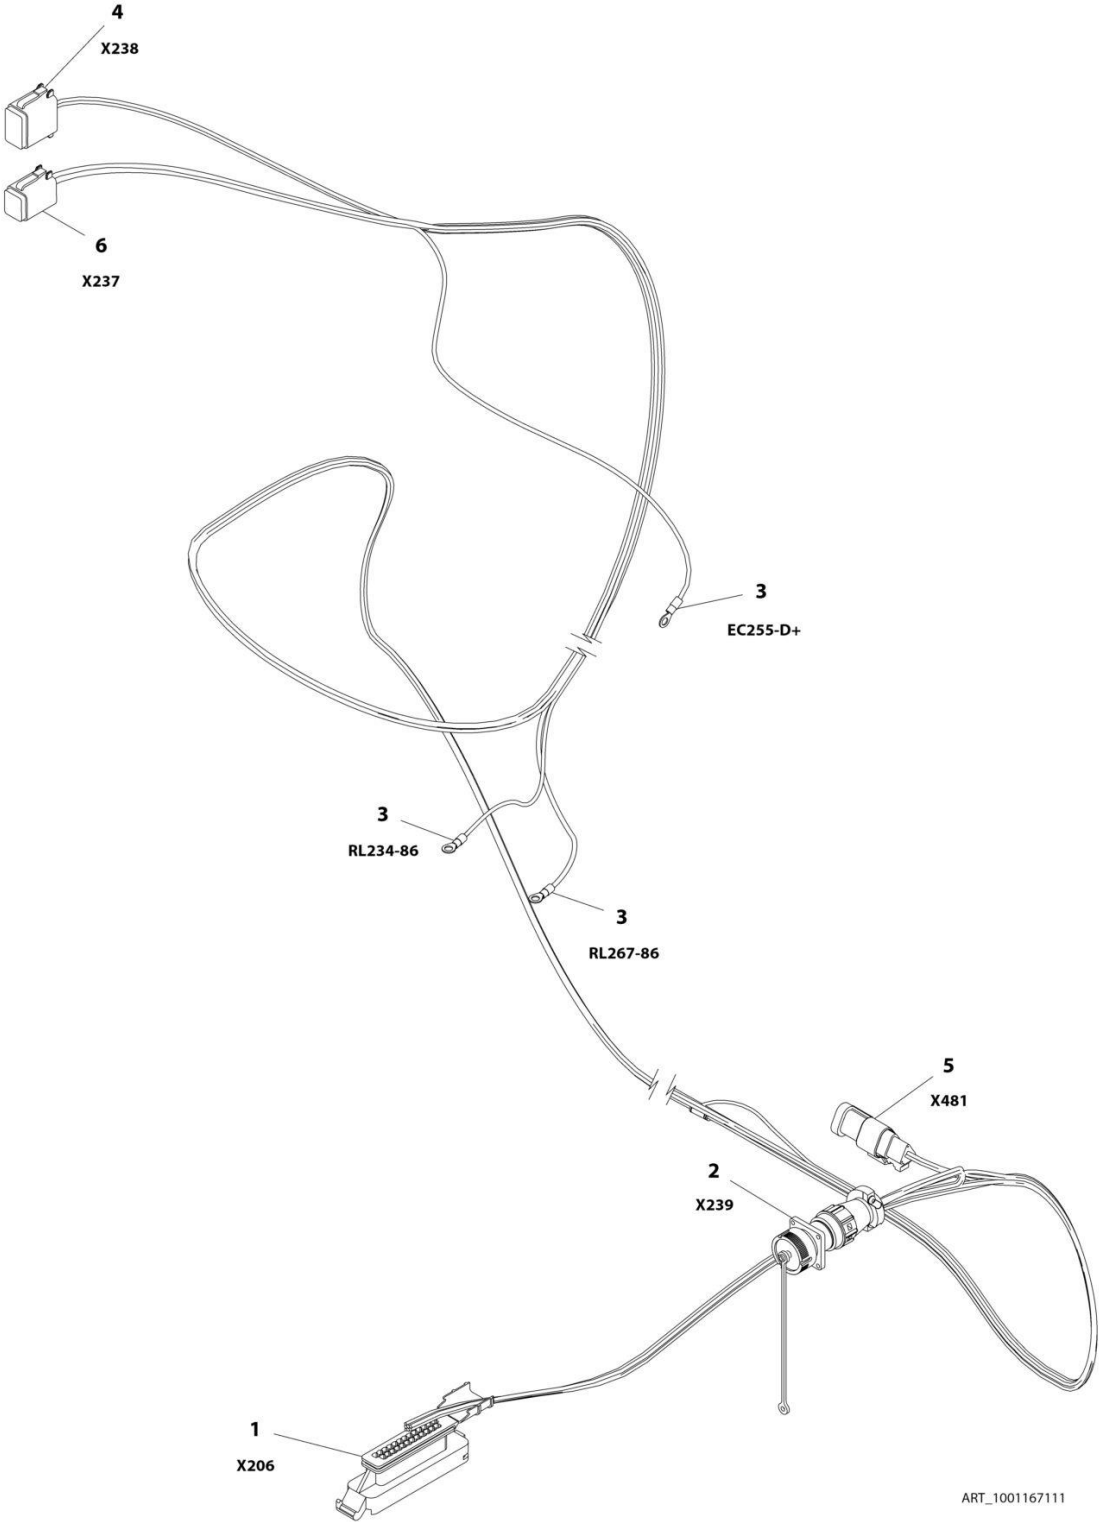 4
X238
6
X237
3
EC255-D+
3
RL234-86
3
RL267-86
5
X481
2
X239
1
X206
ART_1001167111